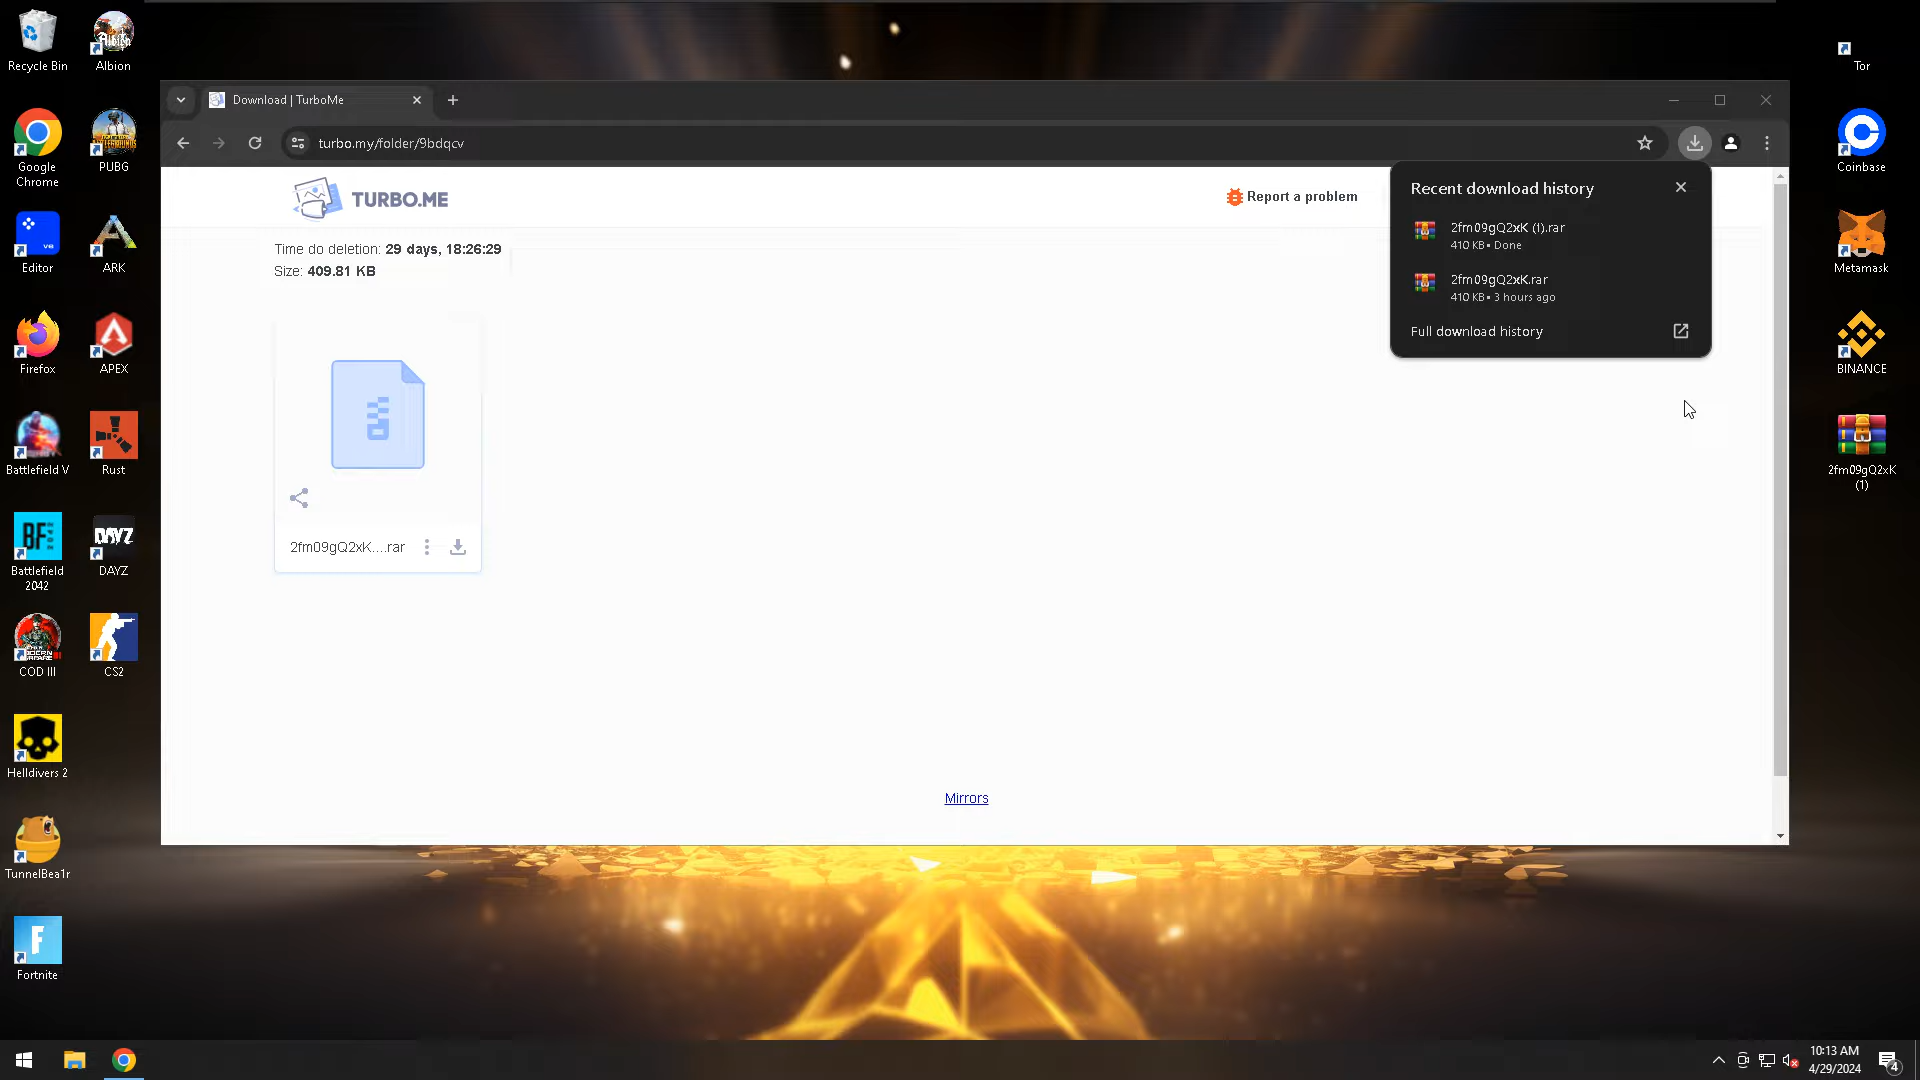 Recycle Bin
Albion
Google
Chrome
PUBG
Editor
ARK
Firefox
APEX
Battlefield V
Rust
BF 2042
Battlefield
2042
DAYZ
DAYZ
COD III
CS2
Helldivers 2
TunnelBea1r
F
Fortnite
Download | TurboMe
turbo.my/folder/9bdqcv
TURBO.ME
Report a problem
Time do deletion: 29 days, 18:26:29
Size: 409.81 KB
2fm09gQ2xK....rar
Mirrors
Recent download history
2fm09gQ2xK (1).rar
410 KB • Done
2fm09gQ2xK.rar
410 KB • 3 hours ago
Full download history
Tor
Coinbase
Metamask
BINANCE
2fm09gQ2xK
(1)
10:13 AM
4/29/2024
4